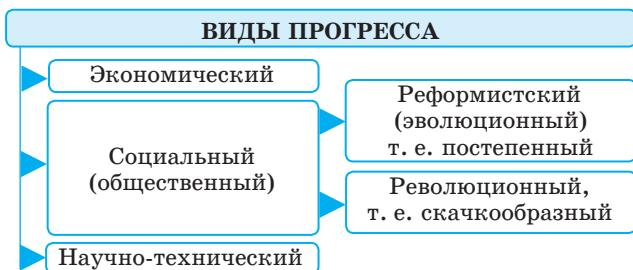 ВИДЫ ПРОГРЕССА
Экономический
Социальный
(общественный)
Реформистский
(эволюционный)
т. е. постепенный
Революционный,
т. е. скачкообразный
Научно-технический